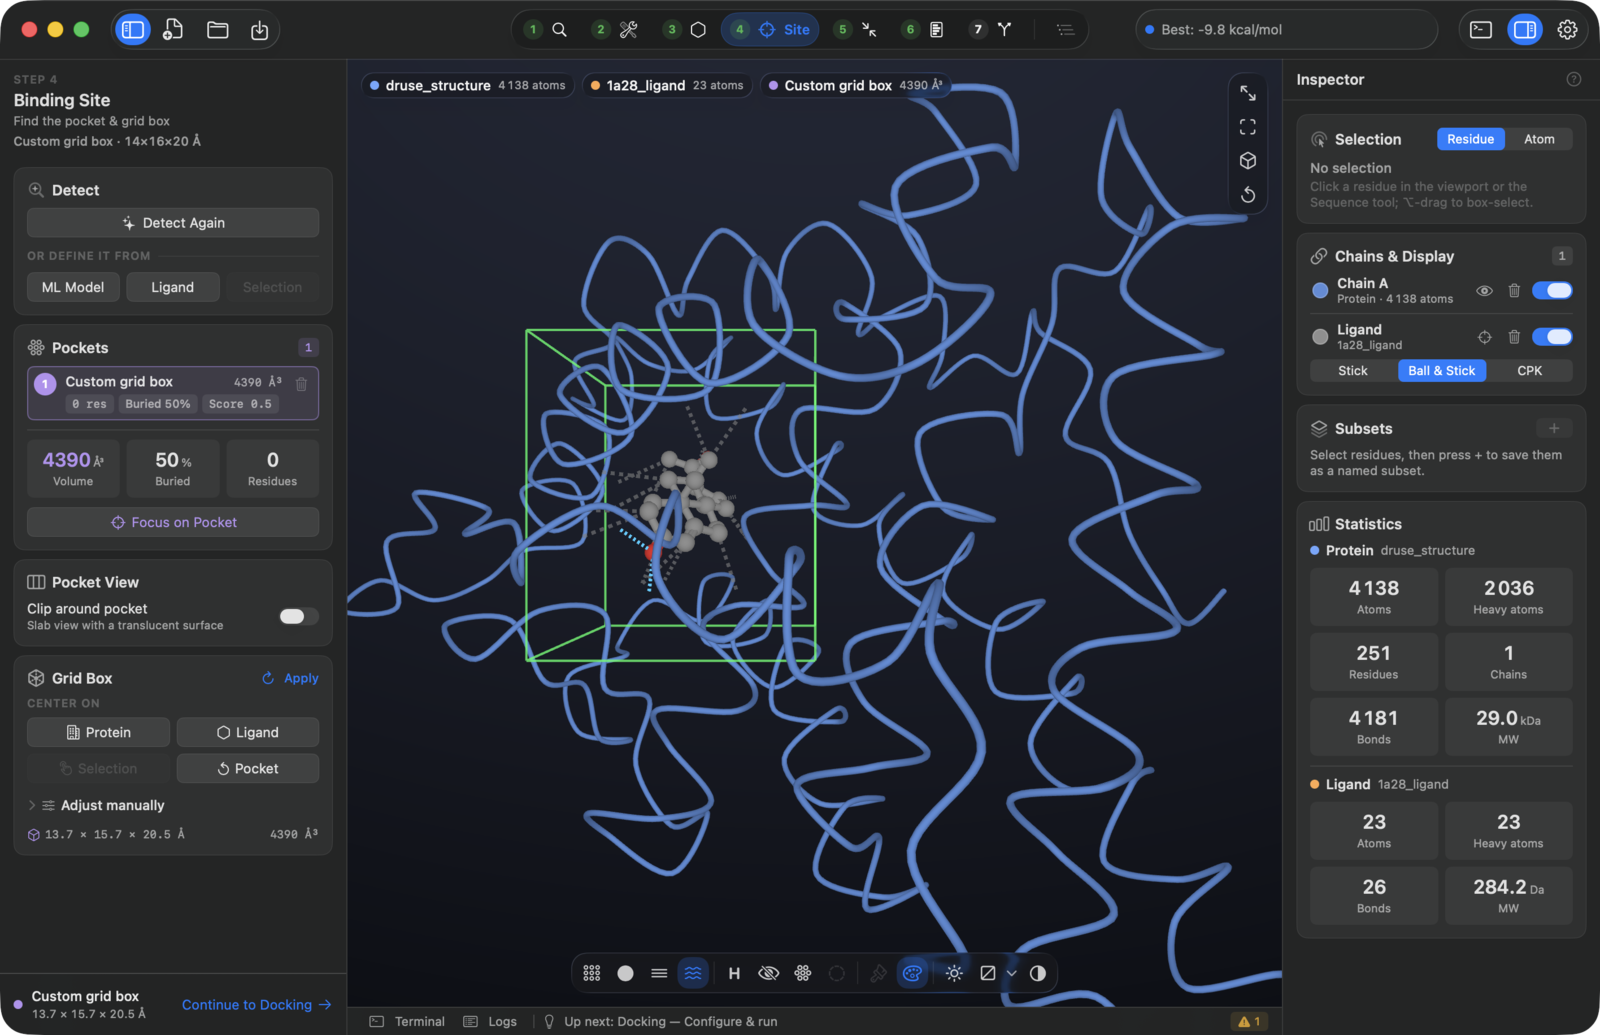 1
2
3
4 Site
5
6
7
Best: -9.8 kcal/mol
STEP 4
Binding Site
Find the pocket & grid box
Custom grid box · 14×16×20 Å
Detect
Detect Again
OR DEFINE IT FROM
ML Model
Ligand
Selection
Pockets
1
1
Custom grid box
4390 Å³
0 res
Buried 50%
Score 0.5
4390 Å³
Volume
50 %
Buried
0
Residues
Focus on Pocket
Pocket View
Clip around pocket
Slab view with a translucent surface
Grid Box
Apply
CENTER ON
Protein
Ligand
Selection
Pocket
Adjust manually
13.7 × 15.7 × 20.5 Å
4390 Å³
Custom grid box
13.7 × 15.7 × 20.5 Å
Continue to Docking
druse_structure 4 138 atoms
1a28_ligand 23 atoms
Custom grid box 4390 Å³
H
Terminal
Logs
Up next: Docking — Configure & run
1
Inspector
?
Selection
Residue
Atom
No selection
Click a residue in the viewport or the
Sequence tool; ⌥-drag to box-select.
Chains & Display
1
Chain A
Protein · 4 138 atoms
Ligand
1a28_ligand
Stick
Ball & Stick
CPK
Subsets
+
Select residues, then press + to save them
as a named subset.
Statistics
Protein druse_structure
4 138
Atoms
2 036
Heavy atoms
251
Residues
1
Chains
4 181
Bonds
29.0 kDa
MW
Ligand 1a28_ligand
23
Atoms
23
Heavy atoms
26
Bonds
284.2 Da
MW